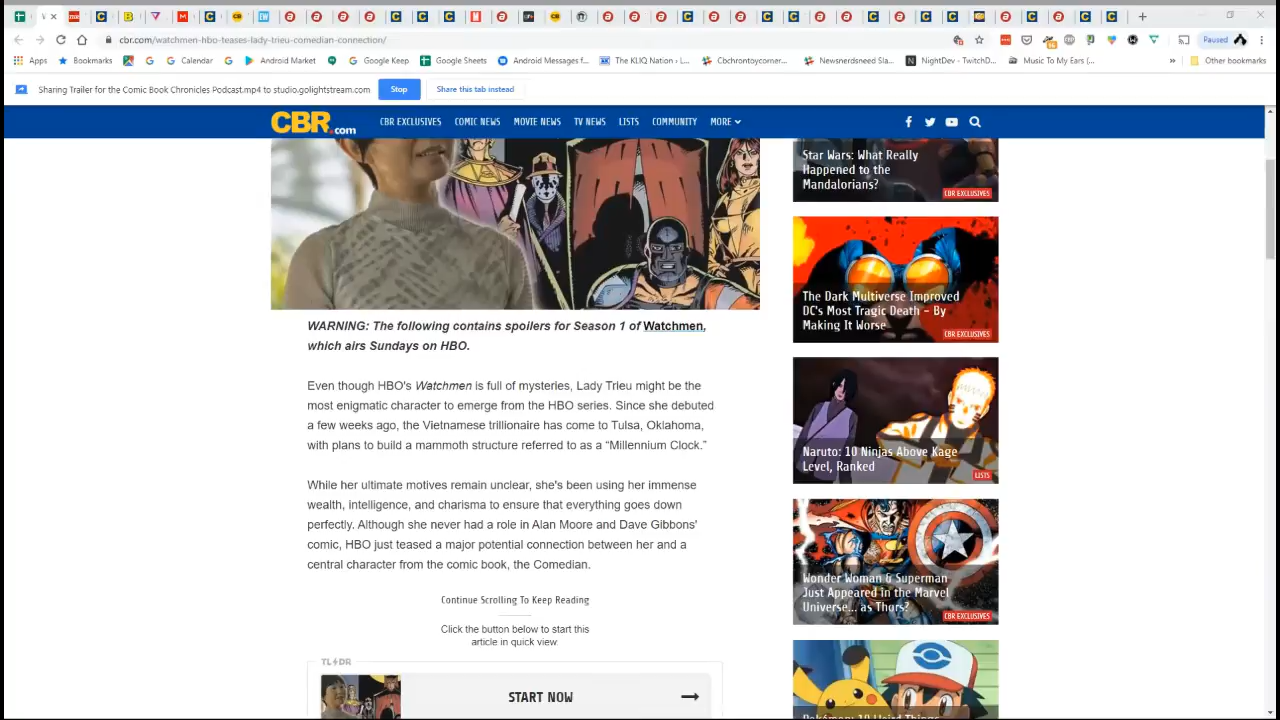 cbr.com/watchmen-hbo-teases-lady-trieu-comedian-connection/
Paused
Apps
Bookmarks
Calendar
Android Market
Google Keep
Google Sheets
Android Messages f...
The KLIQ Nation › L...
Cbchrontoycorner...
Newsnerdsneed Sla...
NightDev - TwitchD...
Music To My Ears (...
»
Other bookmarks
Sharing Trailer for the Comic Book Chronicles Podcast.mp4 to studio.golightstream.com
Stop
Share this tab instead
CBR.com
CBR EXCLUSIVES
COMIC NEWS
MOVIE NEWS
TV NEWS
LISTS
COMMUNITY
MORE
WARNING: The following contains spoilers for Season 1 of Watchmen,
which airs Sundays on HBO.
Even though HBO's Watchmen is full of mysteries, Lady Trieu might be the
most enigmatic character to emerge from the HBO series. Since she debuted
a few weeks ago, the Vietnamese trillionaire has come to Tulsa, Oklahoma,
with plans to build a mammoth structure referred to as a “Millennium Clock.”
While her ultimate motives remain unclear, she's been using her immense
wealth, intelligence, and charisma to ensure that everything goes down
perfectly. Although she never had a role in Alan Moore and Dave Gibbons'
comic, HBO just teased a major potential connection between her and a
central character from the comic book, the Comedian.
Continue Scrolling To Keep Reading
Click the button below to start this
article in quick view.
TL DR
START NOW
Star Wars: What Really
Happened to the
Mandalorians?
CBR EXCLUSIVES
The Dark Multiverse Improved
DC's Most Tragic Death – By
Making It Worse
CBR EXCLUSIVES
Naruto: 10 Ninjas Above Kage
Level, Ranked
LISTS
Wonder Woman & Superman
Just Appeared in the Marvel
Universe... as Thors?
CBR EXCLUSIVES
Pokémon: 10 Weird Things